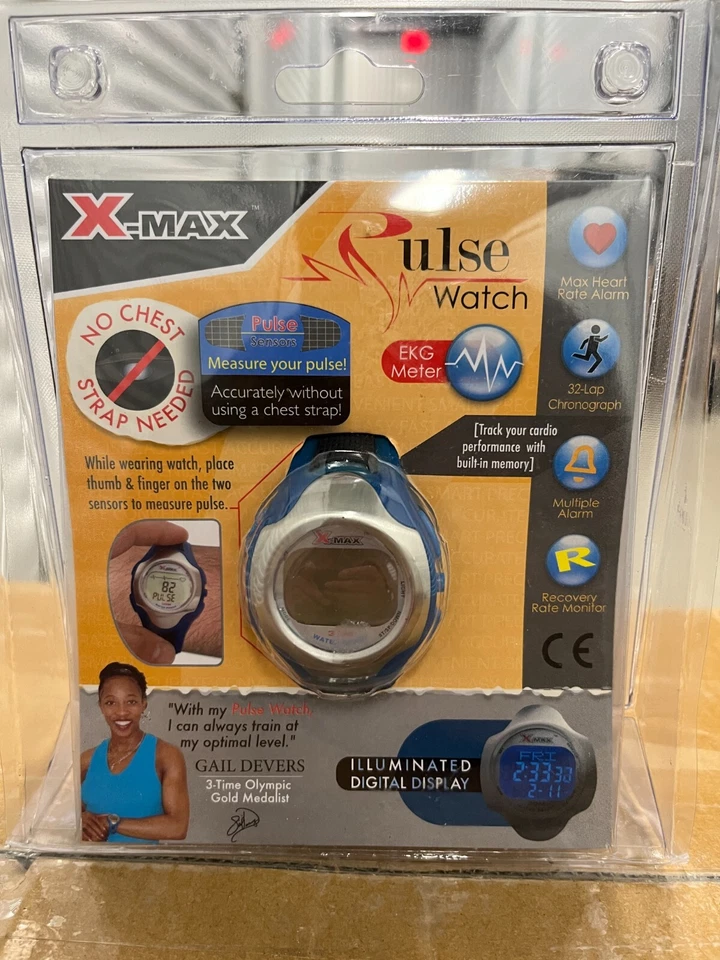 X-MAX
TM
Pulse
Watch
Max Heart
Rate Alarm
NO CHEST
STRAP NEEDED
Pulse
Sensors
Measure your pulse!
Accurately without
using a chest strap!
EKG
Meter
32-Lap
Chronograph
[Track your cardio
performance with
built-in memory]
While wearing watch, place
thumb & finger on the two
sensors to measure pulse.
Multiple
Alarm
X-MAX
82
PULSE
R
Recovery
Rate Monitor
CE
"With my Pulse Watch,
I can always train at
my optimal level."
GAIL DEVERS
3-Time Olympic
Gold Medalist
ILLUMINATED
DIGITAL DISPLAY
X-MAX
FRI
2:33 38
2-11